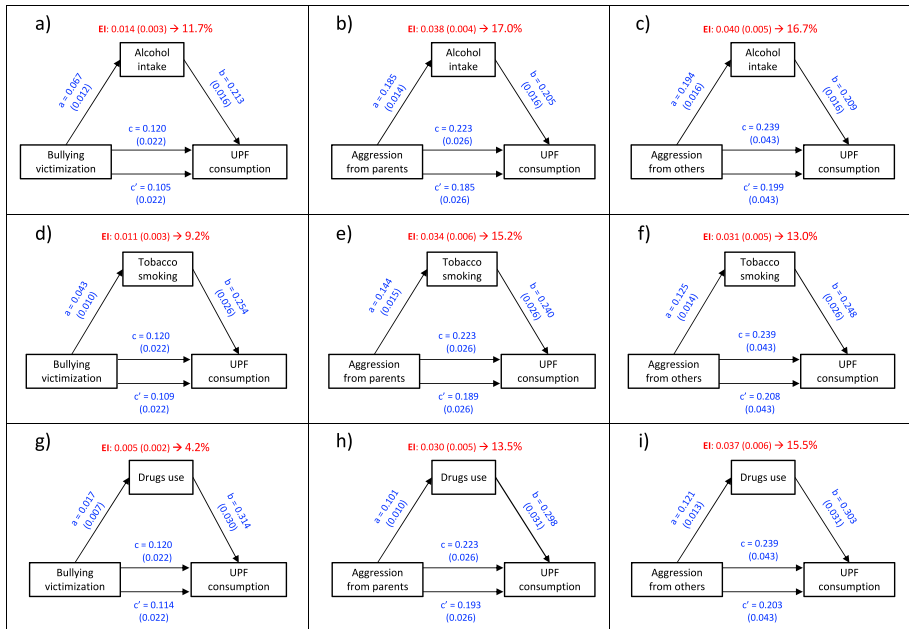 a)
EI: 0.014 (0.003) → 11.7%
Alcohol
intake
a = 0.067
(0.012)
b = 0.213
(0.016)
c = 0.120
(0.022)
Bullying
victimization
UPF
consumption
c' = 0.105
(0.022)
b)
EI: 0.038 (0.004) → 17.0%
Alcohol
intake
a = 0.185
(0.014)
b = 0.205
(0.016)
c = 0.223
(0.026)
Aggression
from parents
UPF
consumption
c' = 0.185
(0.026)
c)
EI: 0.040 (0.005) → 16.7%
Alcohol
intake
a = 0.194
(0.016)
b = 0.209
(0.016)
c = 0.239
(0.043)
Aggression
from others
UPF
consumption
c' = 0.199
(0.043)
d)
EI: 0.011 (0.003) → 9.2%
Tobacco
smoking
a = 0.043
(0.010)
b = 0.254
(0.026)
c = 0.120
(0.022)
Bullying
victimization
UPF
consumption
c' = 0.109
(0.022)
e)
EI: 0.034 (0.006) → 15.2%
Tobacco
smoking
a = 0.144
(0.015)
b = 0.240
(0.026)
c = 0.223
(0.026)
Aggression
from parents
UPF
consumption
c' = 0.189
(0.026)
f)
EI: 0.031 (0.005) → 13.0%
Tobacco
smoking
a = 0.125
(0.014)
b = 0.248
(0.026)
c = 0.239
(0.043)
Aggression
from others
UPF
consumption
c' = 0.208
(0.043)
g)
EI: 0.005 (0.002) → 4.2%
Drugs use
a = 0.017
(0.007)
b = 0.314
(0.030)
c = 0.120
(0.022)
Bullying
victimization
UPF
consumption
c' = 0.114
(0.022)
h)
EI: 0.030 (0.005) → 13.5%
Drugs use
a = 0.101
(0.010)
b = 0.298
(0.031)
c = 0.223
(0.026)
Aggression
from parents
UPF
consumption
c' = 0.193
(0.026)
i)
EI: 0.037 (0.006) → 15.5%
Drugs use
a = 0.121
(0.013)
b = 0.303
(0.031)
c = 0.239
(0.043)
Aggression
from others
UPF
consumption
c' = 0.203
(0.043)